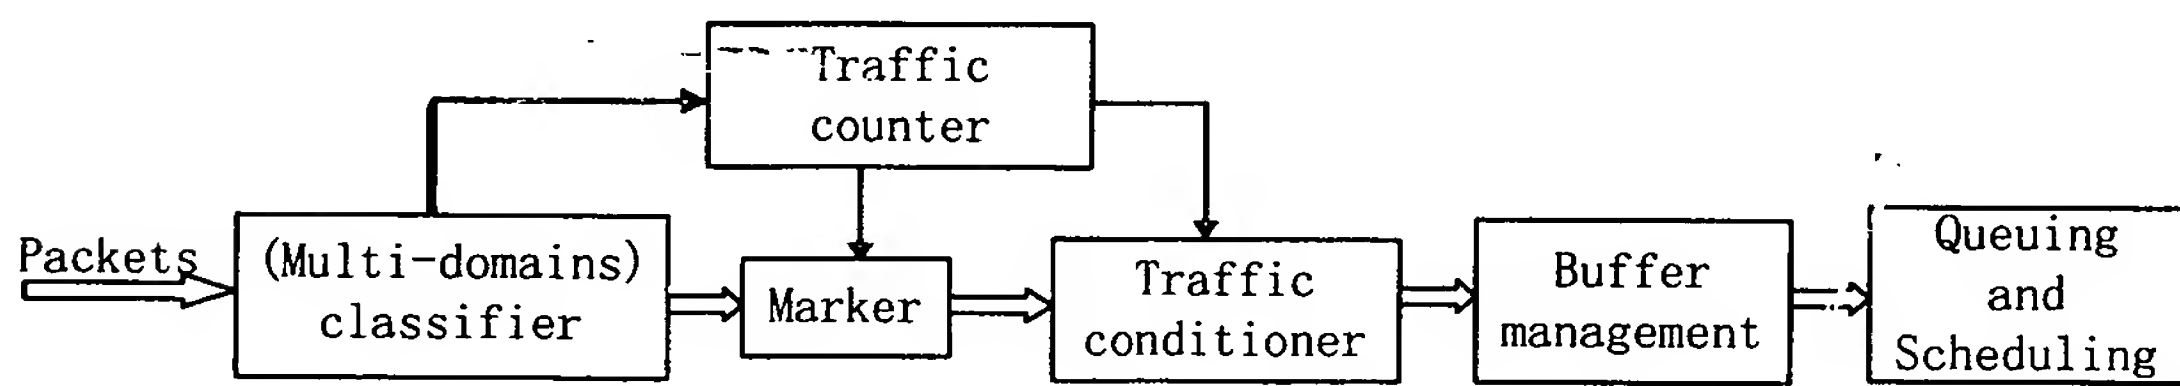 Traffic
counter
Packets
(Multi-domains)
classifier
Marker
Traffic
conditioner
Buffer
management
Queuing
and
Scheduling